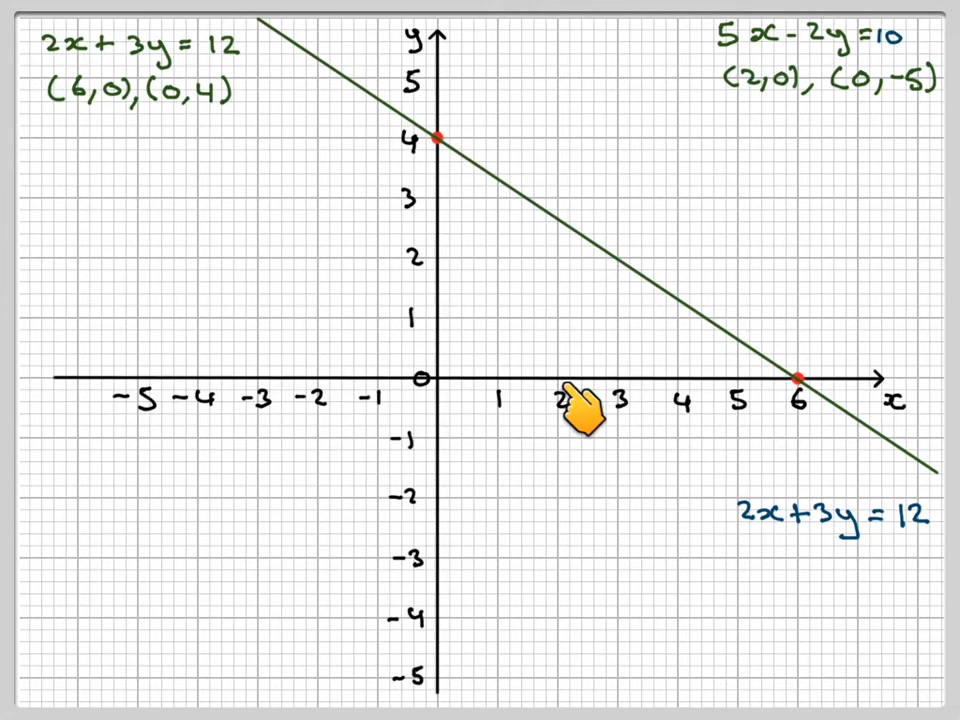 2x + 3y = 12
(6,0),(0,4)
5x - 2y = 10
(2,0), (0,-5)
y
5
4
3
2
1
0
-5 -4 -3 -2 -1 1 2 3 4 5 6 x
-1
-2
2x+3y = 12
-3
-4
-5